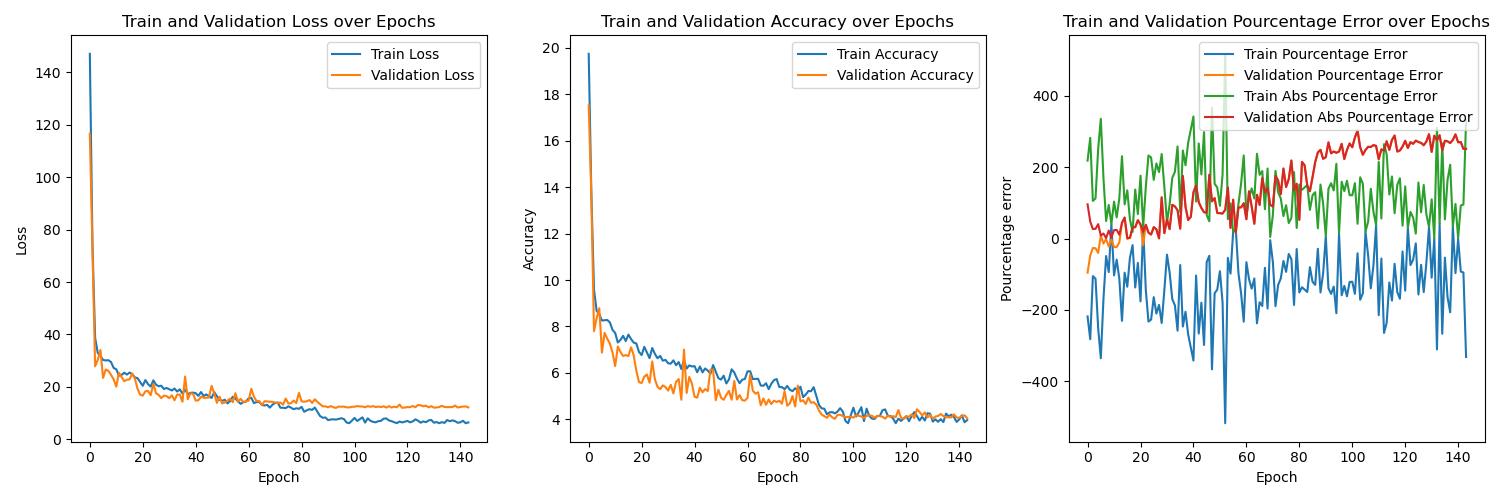 Train and Validation Loss over Epochs
Train Loss
Validation Loss
140
120
100
80
60
40
20
0
Loss
0 20 40 60 80 100 120 140
Epoch
Train and Validation Accuracy over Epochs
Train Accuracy
Validation Accuracy
20
18
16
14
12
10
8
6
4
Accuracy
0 20 40 60 80 100 120 140
Epoch
Train and Validation Pourcentage Error over Epochs
Train Pourcentage Error
Validation Pourcentage Error
Train Abs Pourcentage Error
Validation Abs Pourcentage Error
400
200
0
−200
−400
Pourcentage error
0 20 40 60 80 100 120 140
Epoch